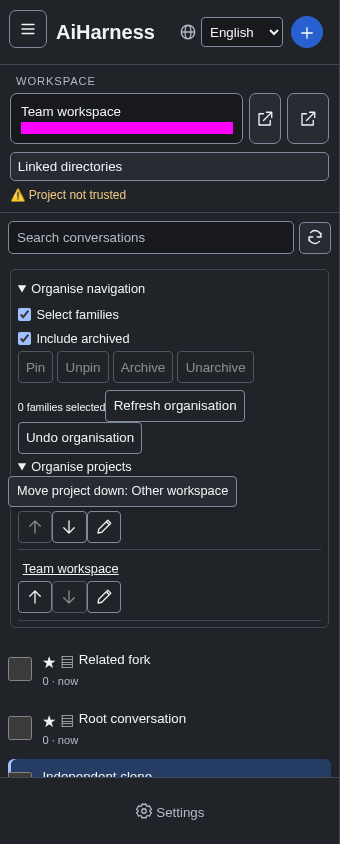 AiHarness
English
WORKSPACE
Team workspace
Linked directories
⚠️ Project not trusted
Search conversations
▼ Organise navigation
Select families
Include archived
Pin Unpin Archive Unarchive
0 families selected Refresh organisation
Undo organisation
▼ Organise projects
Move project down: Other workspace
Team workspace
Related fork
0 · now
Root conversation
0 · now
Independent clone
Settings